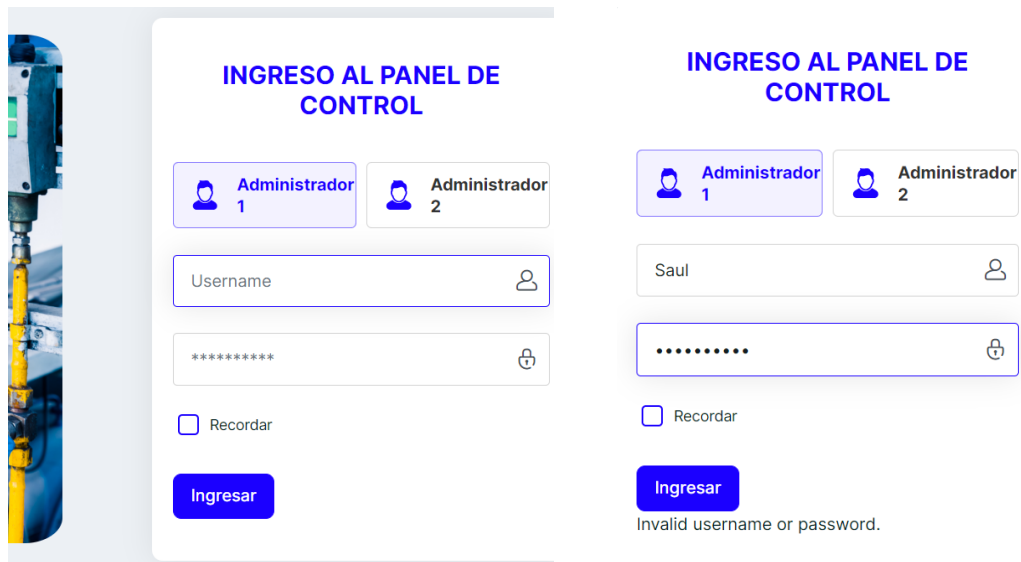 INGRESO AL PANEL DE
CONTROL
Administrador
1
Administrador
2
Username
**********
Recordar
Ingresar
INGRESO AL PANEL DE
CONTROL
Administrador
1
Administrador
2
Saul
••••••••••
Recordar
Ingresar
Invalid username or password.